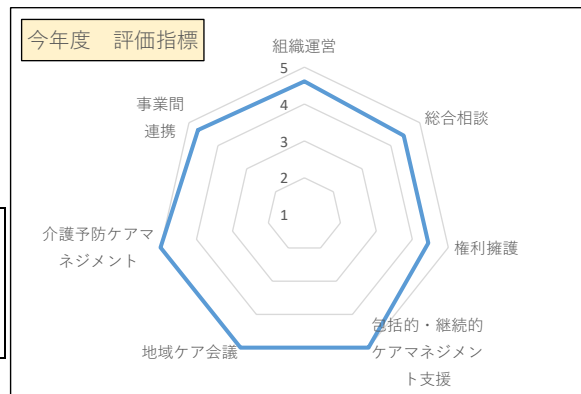 今年度　評価指標
組織運営
5
4
3
2
1
総合相談
権利擁護
包括的・継続的
ケアマネジメン
ト支援
地域ケア会議
介護予防ケアマ
ネジメント
事業間
連携